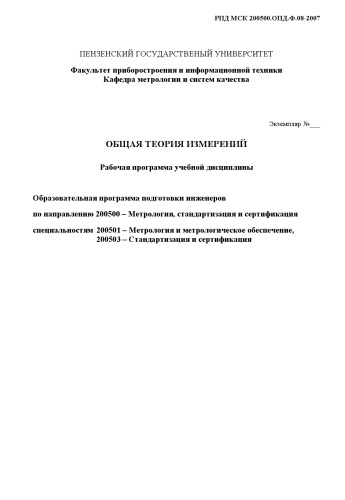 РПД МСК 200500.ОПД.Ф.08-2007
ПЕНЗЕНСКИЙ ГОСУДАРСТВЕНЫЙ УНИВЕРСИТЕТ
Факультет приборостроения и информационной техники
Кафедра метрологии и систем качества
Экземпляр №___
ОБЩАЯ ТЕОРИЯ ИЗМЕРЕНИЙ
Рабочая программа учебной дисциплины
Образовательная программа подготовки инженеров
по направлению 200500 – Метрология, стандартизация и сертификация
специальностям 200501 – Метрология и метрологическое обеспечение,
200503 – Стандартизация и сертификация